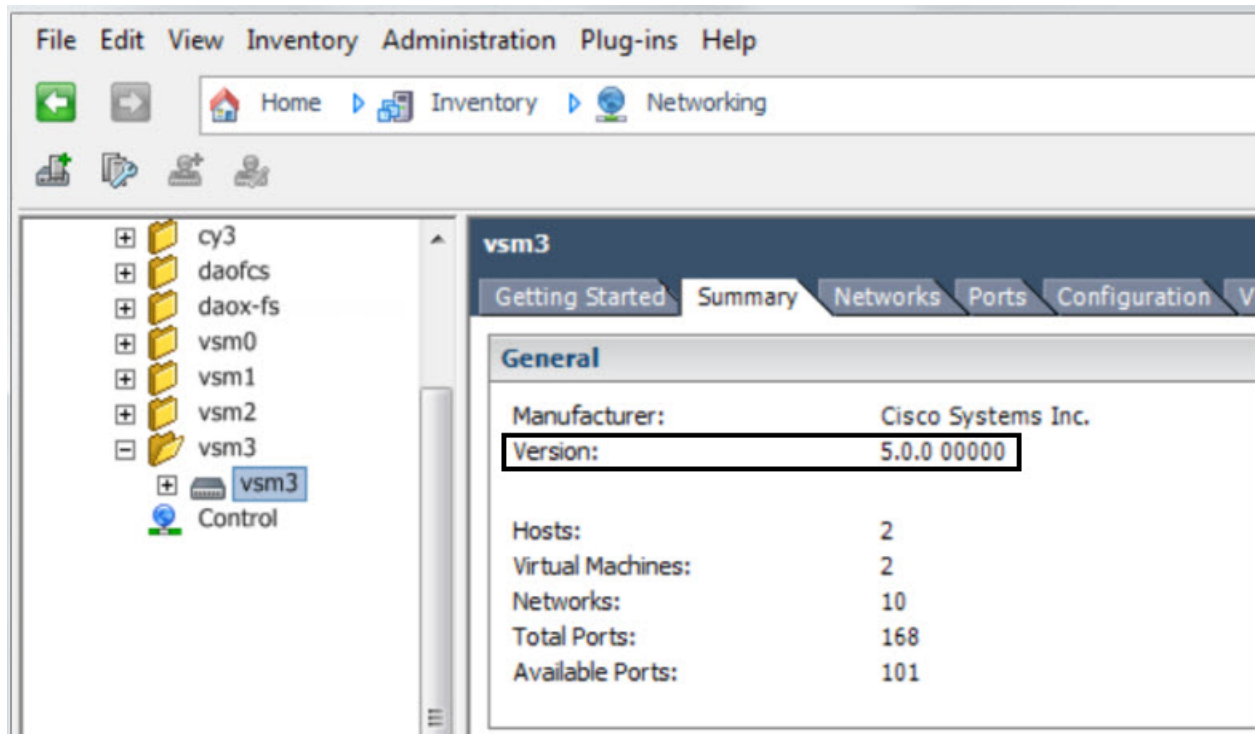 File Edit View Inventory Administration Plug-ins Help
Home Inventory Networking
cy3
daofcs
daox-fs
vsm0
vsm1
vsm2
vsm3
vsm3
Control
vsm3
Getting Started Summary Networks Ports Configuration V
General
Manufacturer: Cisco Systems Inc.
Version: 5.0.0 00000
Hosts: 2
Virtual Machines: 2
Networks: 10
Total Ports: 168
Available Ports: 101